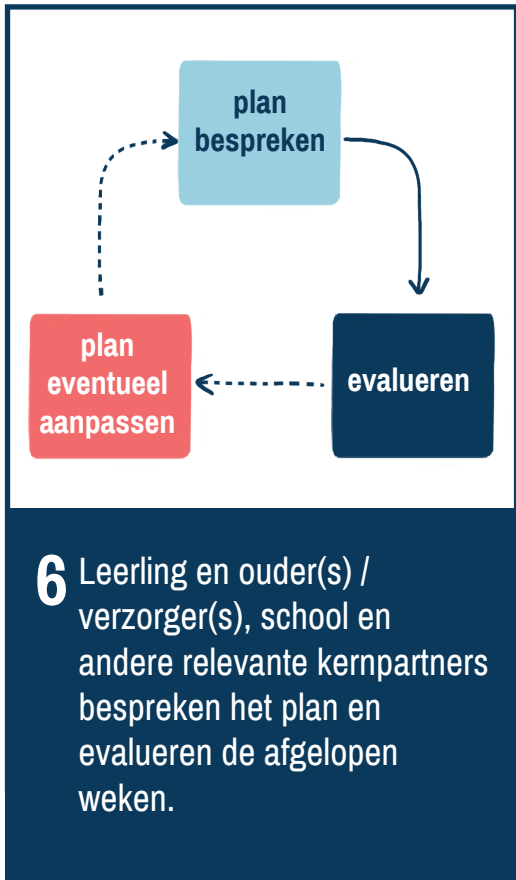 plan
bespreken
evalueren
plan
eventueel
aanpassen
6 Leerling en ouder(s) /
verzorger(s), school en
andere relevante kernpartners
bespreken het plan en
evalueren de afgelopen
weken.